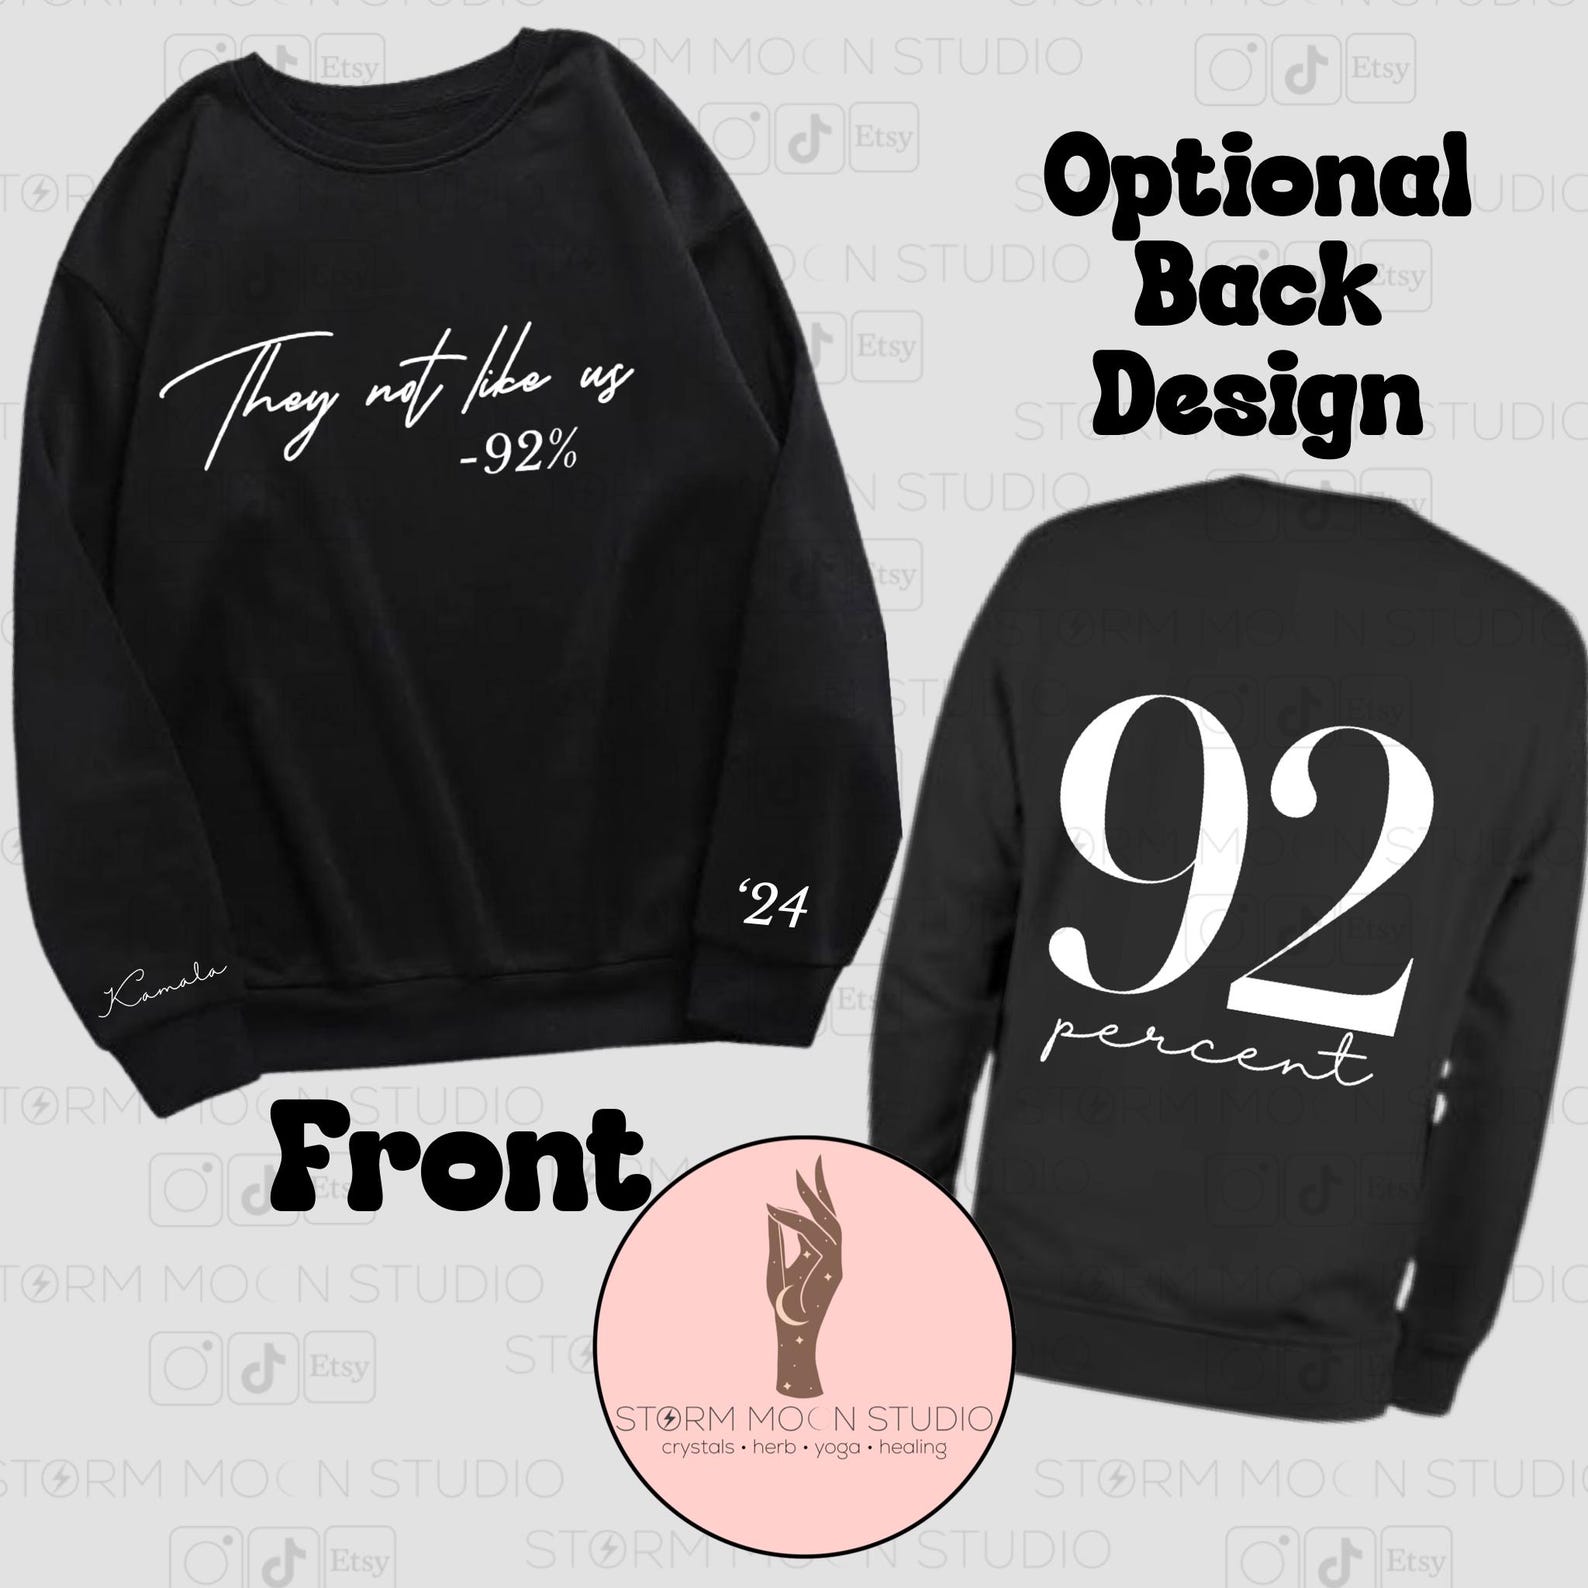 They not like us
-92%
Kamala
‘24
Front
Optional
Back
Design
92
percent
STORM MOON STUDIO
crystals • herb • yoga • healing
STORM MOON STUDIO
Etsy